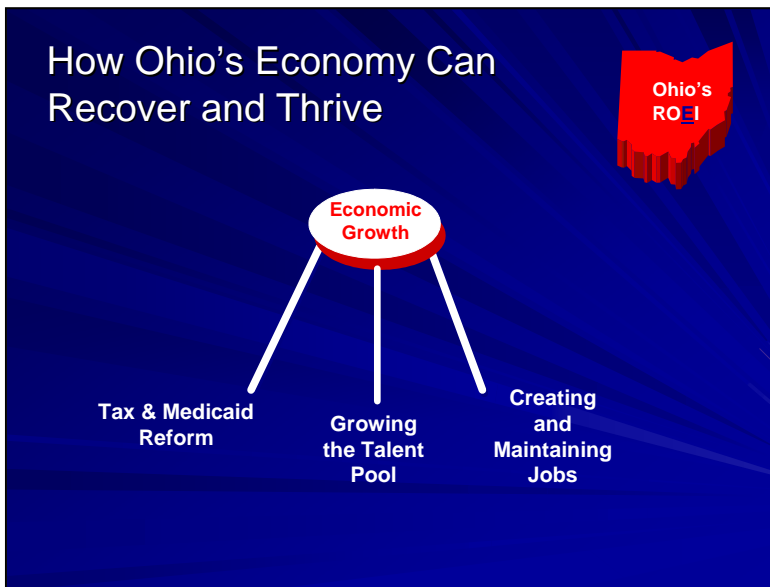 How Ohio’s Economy Can
Recover and Thrive
Ohio’s
ROEI
Economic
Growth
Tax & Medicaid
Reform
Growing
the Talent
Pool
Creating
and
Maintaining
Jobs